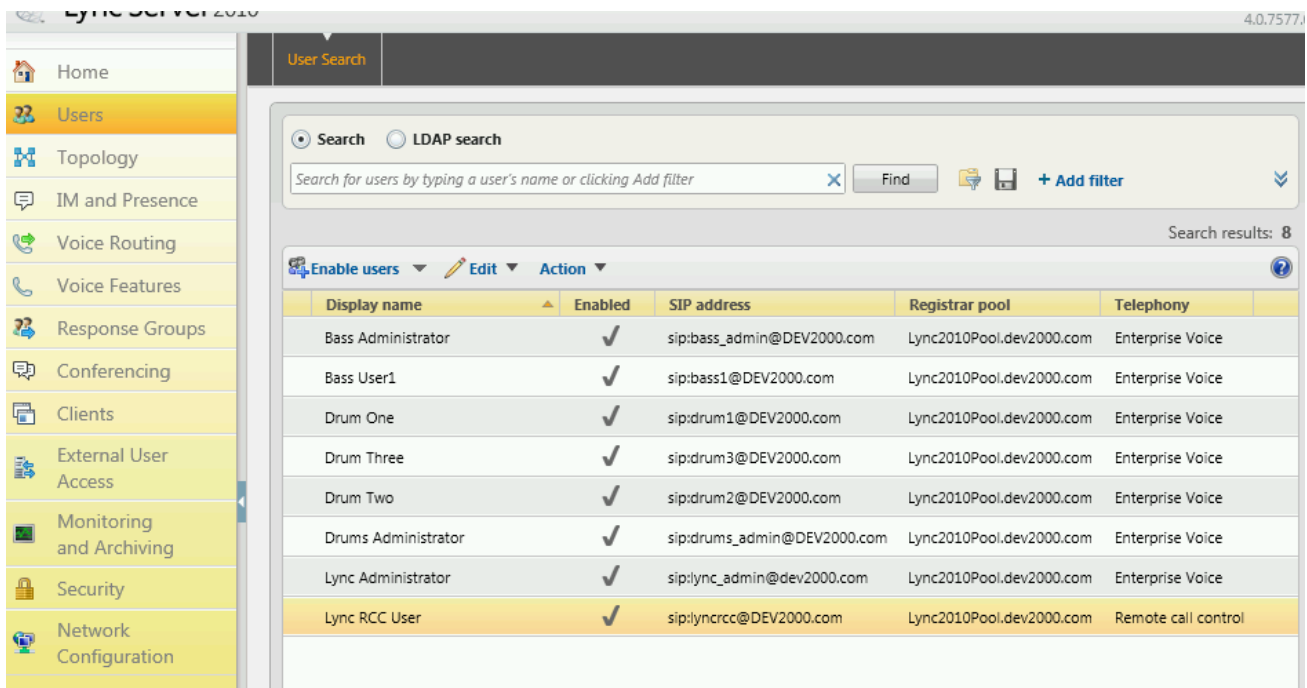 Lync Server 2010
4.0.7577.
Home
Users
Topology
IM and Presence
Voice Routing
Voice Features
Response Groups
Conferencing
Clients
External User
Access
Monitoring
and Archiving
Security
Network
Configuration
User Search
Search LDAP search
Search for users by typing a user's name or clicking Add filter Find + Add filter
Search results: 8
Enable users Edit Action
Display name Enabled SIP address Registrar pool Telephony
Bass Administrator sip:bass_admin@DEV2000.com Lync2010Pool.dev2000.com Enterprise Voice
Bass User1 sip:bass1@DEV2000.com Lync2010Pool.dev2000.com Enterprise Voice
Drum One sip:drum1@DEV2000.com Lync2010Pool.dev2000.com Enterprise Voice
Drum Three sip:drum3@DEV2000.com Lync2010Pool.dev2000.com Enterprise Voice
Drum Two sip:drum2@DEV2000.com Lync2010Pool.dev2000.com Enterprise Voice
Drums Administrator sip:drums_admin@DEV2000.com Lync2010Pool.dev2000.com Enterprise Voice
Lync Administrator sip:lync_admin@dev2000.com Lync2010Pool.dev2000.com Enterprise Voice
Lync RCC User sip:lyncrcc@DEV2000.com Lync2010Pool.dev2000.com Remote call control